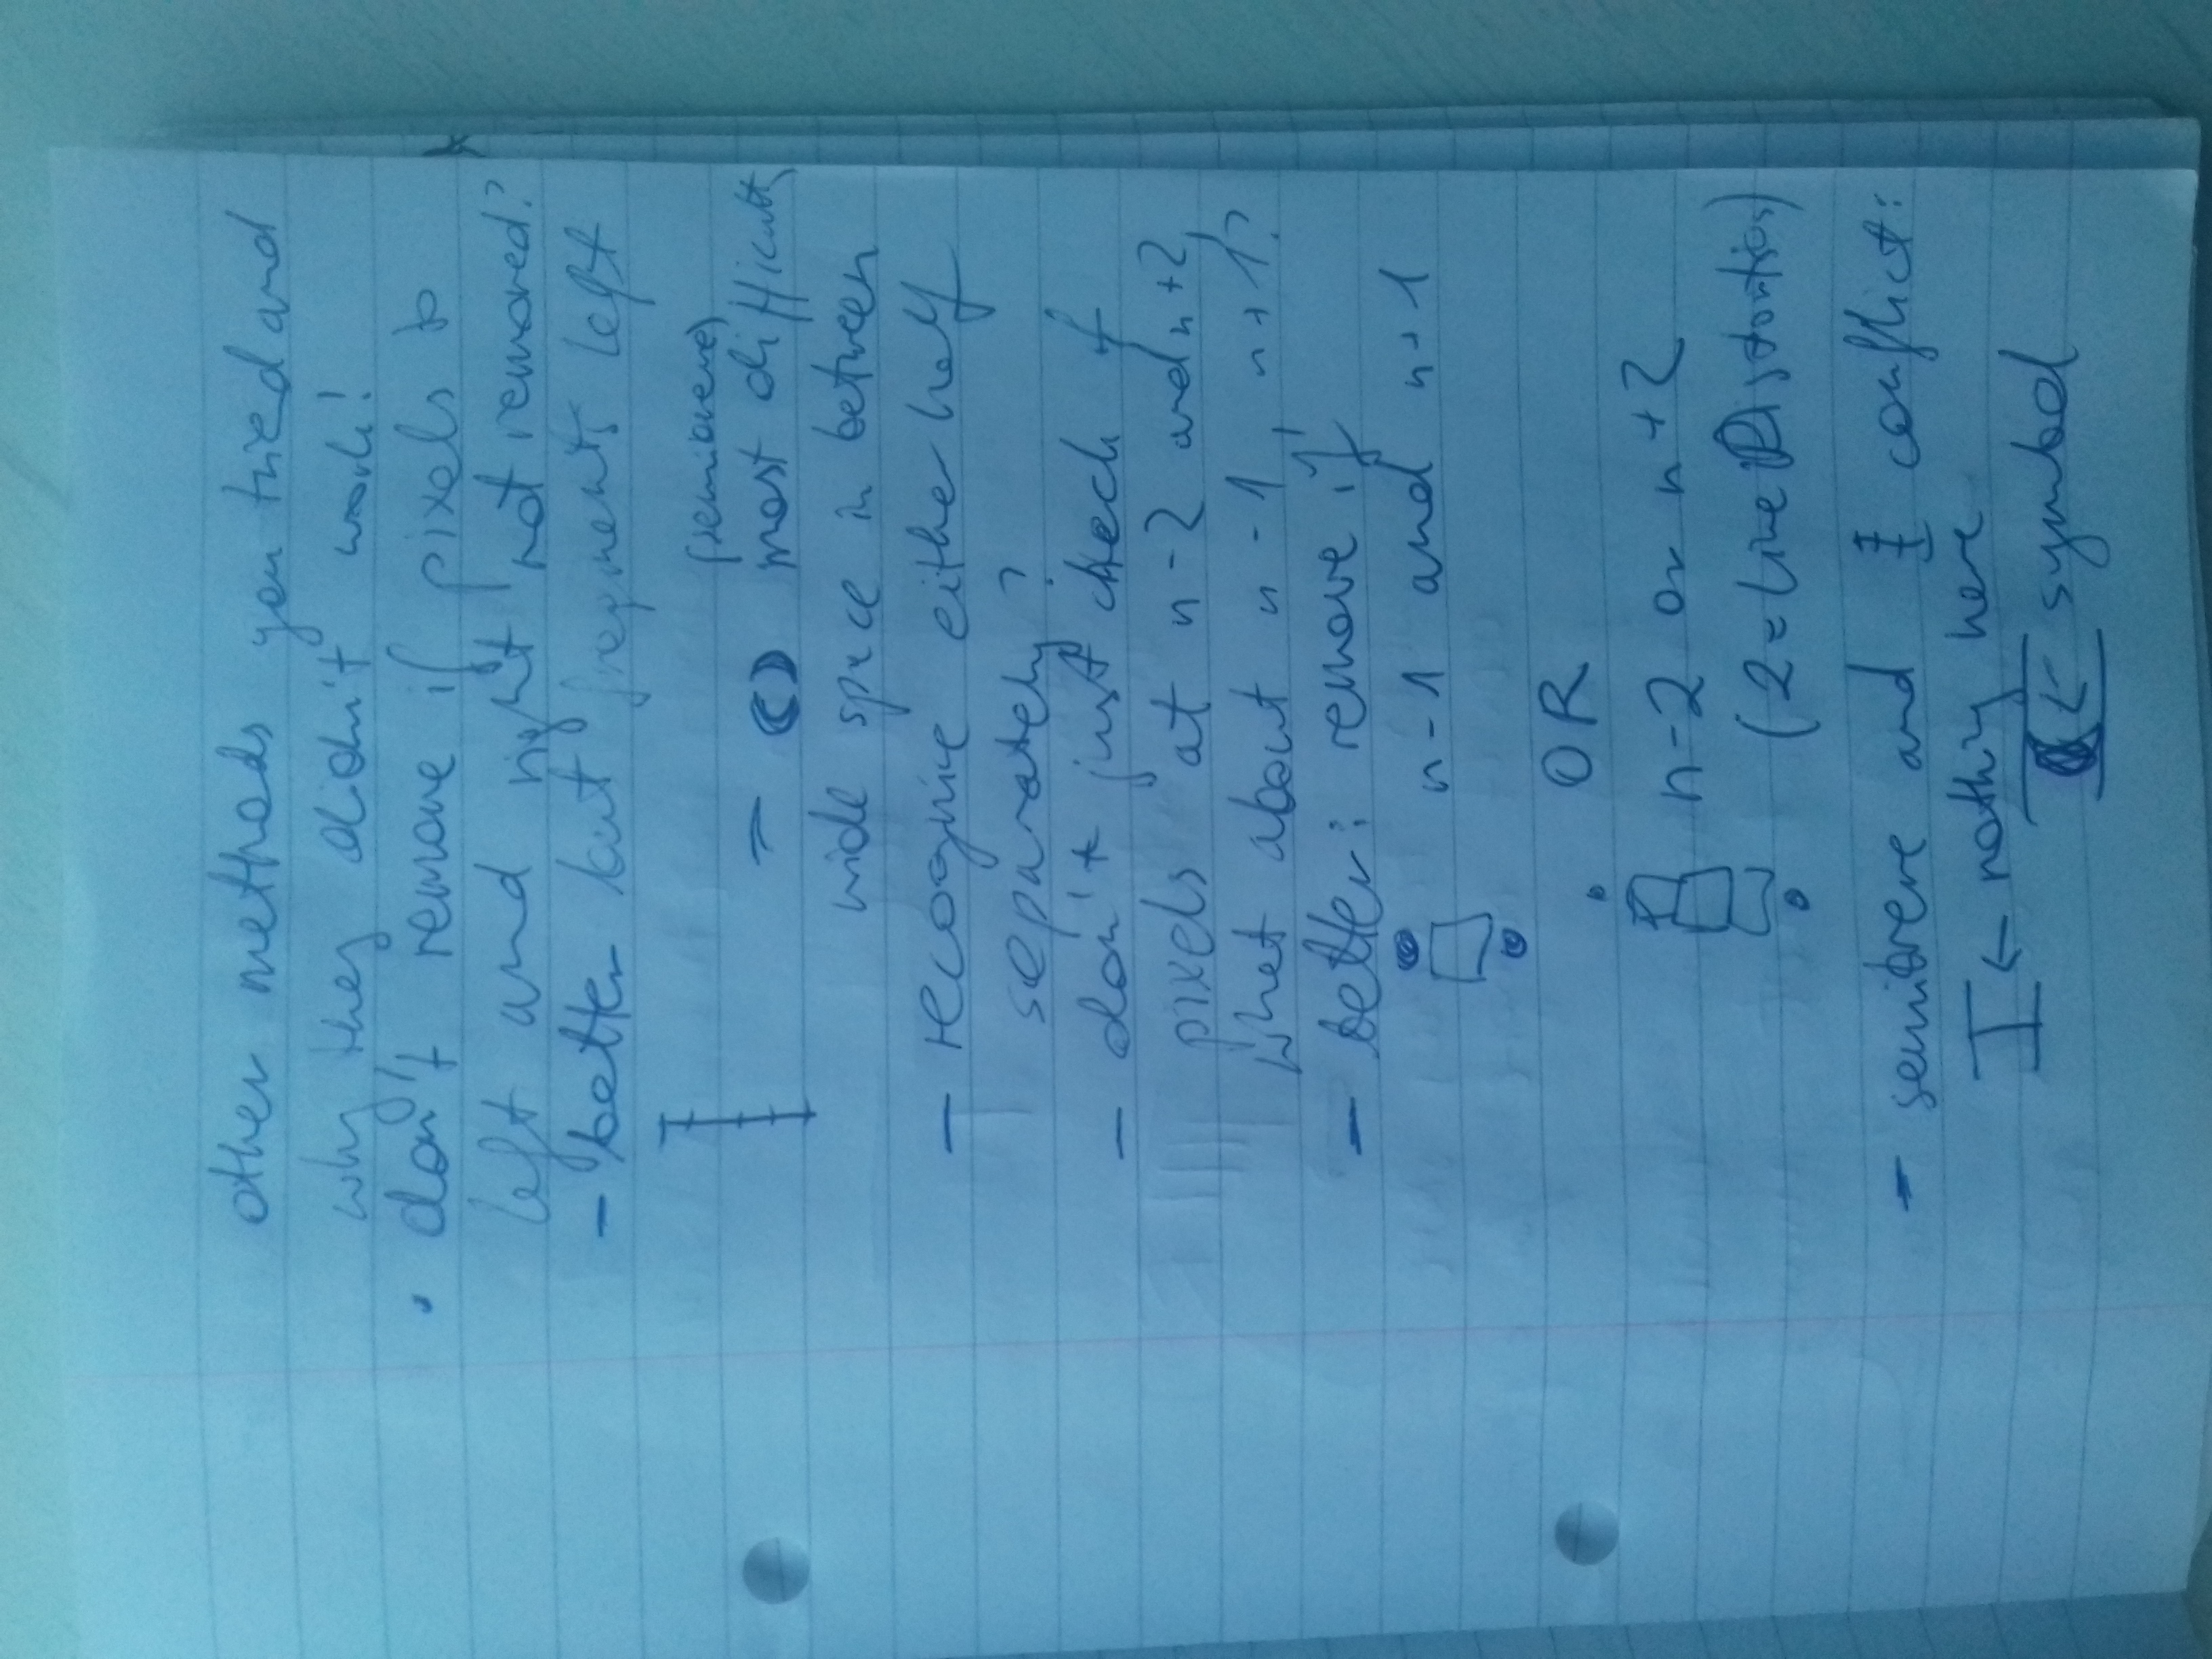 other methods you tried and
why they didn't work!
• don't remove if pixels to
left and right not removed?
- better but fragments left
(semibreve)
- most difficult,
wide space in between
- recognise either half
separately?
- don't just check if
pixels at n-2 and n+2,
what about n-1, n+1?
- better: remove if
n-1 and n+1
OR
n-2 or n+2
(2=Line Distortion)
- semibreve and conflict:
← nothing here
← symbol